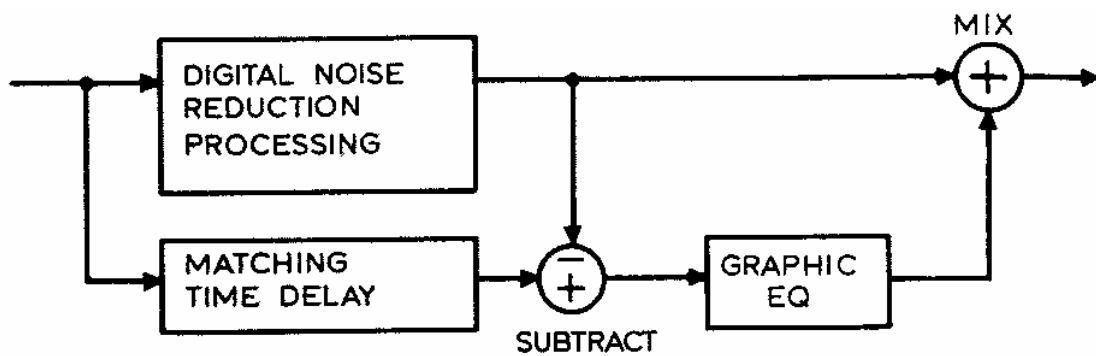 MIX
DIGITAL NOISE
REDUCTION
PROCESSING
+
MATCHING
TIME DELAY
−
+
GRAPHIC
EQ
SUBTRACT